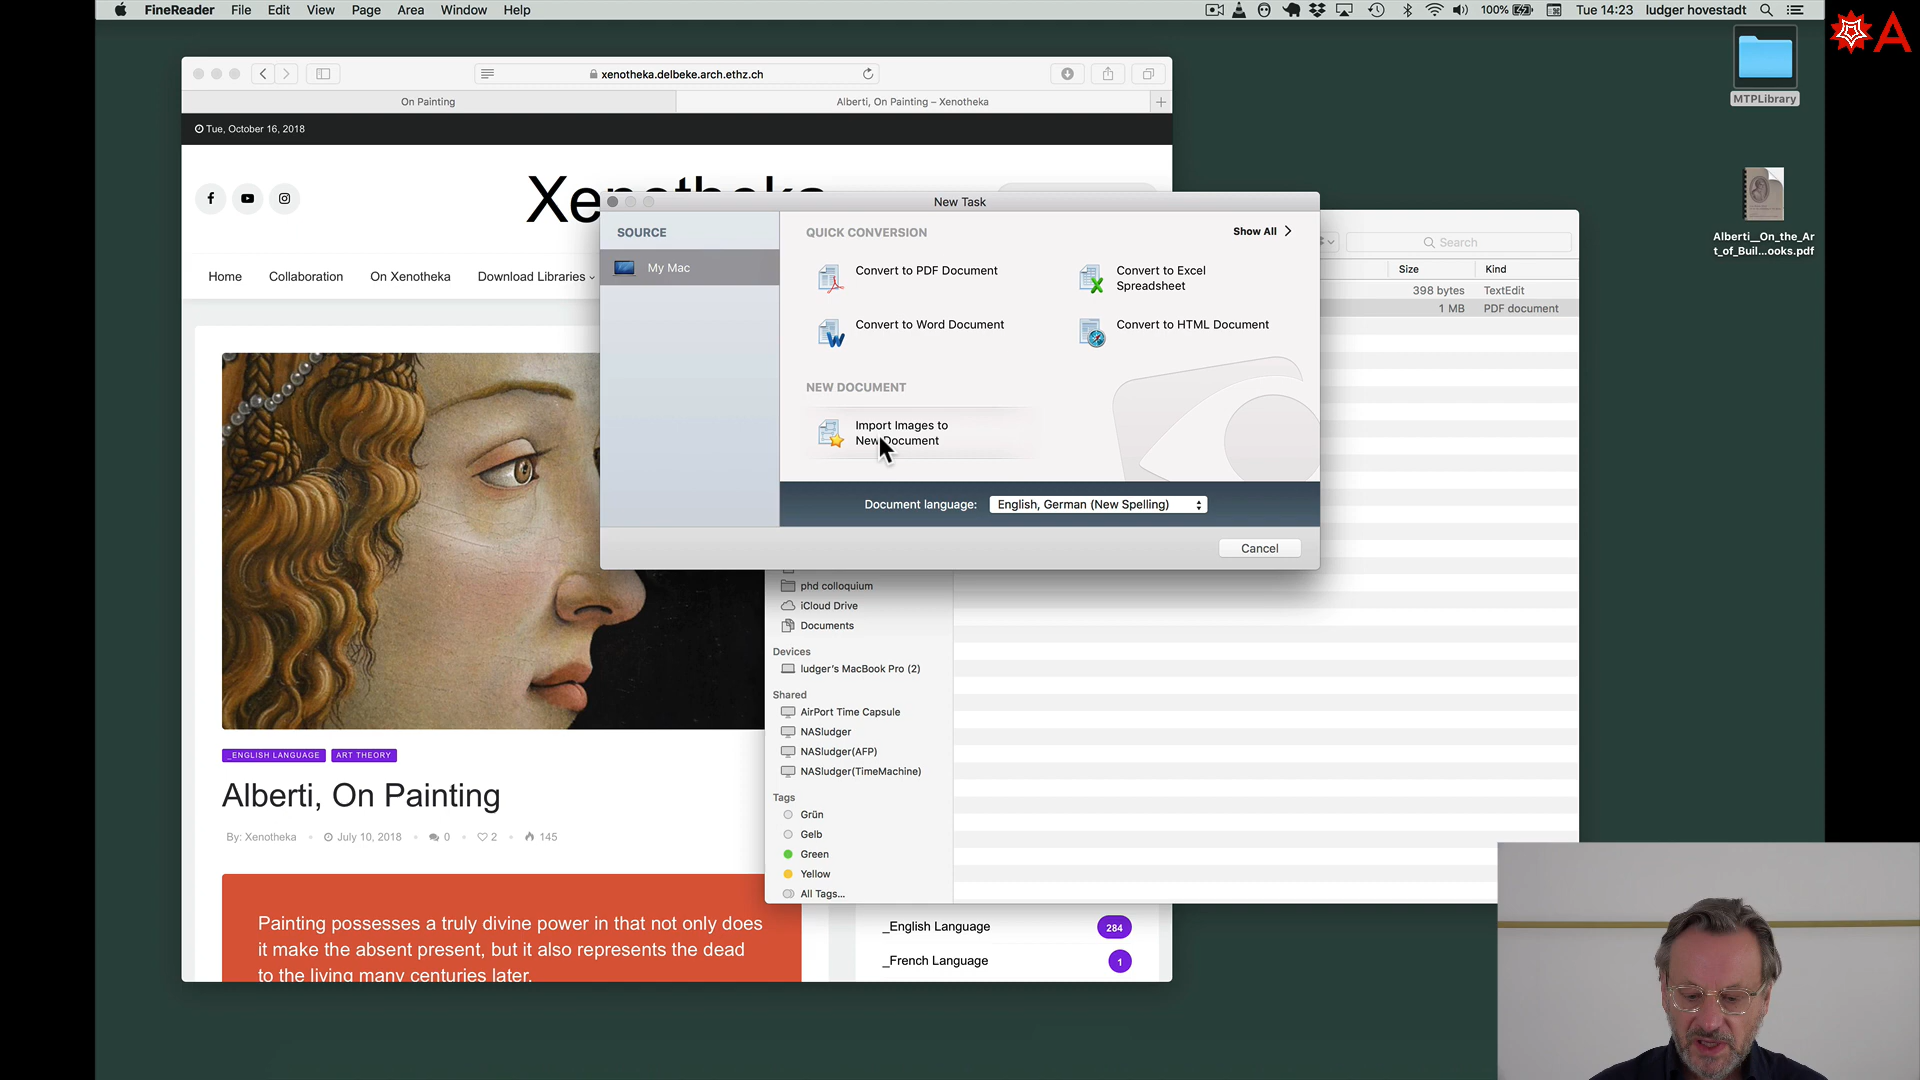 FineReader File Edit View Page Area Window Help
100% Tue 14:23 ludger hovestadt
A
MTPLibrary
Alberti__On_the_Ar
t_of_Buil...ooks.pdf
xenotheka.delbeke.arch.ethz.ch
On Painting
Alberti, On Painting – Xenotheka
Tue, October 16, 2018
Home Collaboration On Xenotheka Download Libraries
New Task
SOURCE
My Mac
QUICK CONVERSION
Show All
Convert to PDF Document
Convert to Excel
Spreadsheet
Convert to Word Document
Convert to HTML Document
NEW DOCUMENT
Import Images to
New Document
Document language: English, German (New Spelling)
Cancel
Search
Size Kind
398 bytes TextEdit
1 MB PDF document
phd colloquium
iCloud Drive
Documents
Devices
ludger's MacBook Pro (2)
Shared
AirPort Time Capsule
NASludger
NASludger(AFP)
NASludger(TimeMachine)
Tags
Grün
Gelb
Green
Yellow
All Tags...
_ENGLISH LANGUAGE ART THEORY
Alberti, On Painting
By: Xenotheka July 10, 2018 0 2 145
Painting possesses a truly divine power in that not only does
it make the absent present, but it also represents the dead
to the living many centuries later.
_English Language 284
_French Language 1